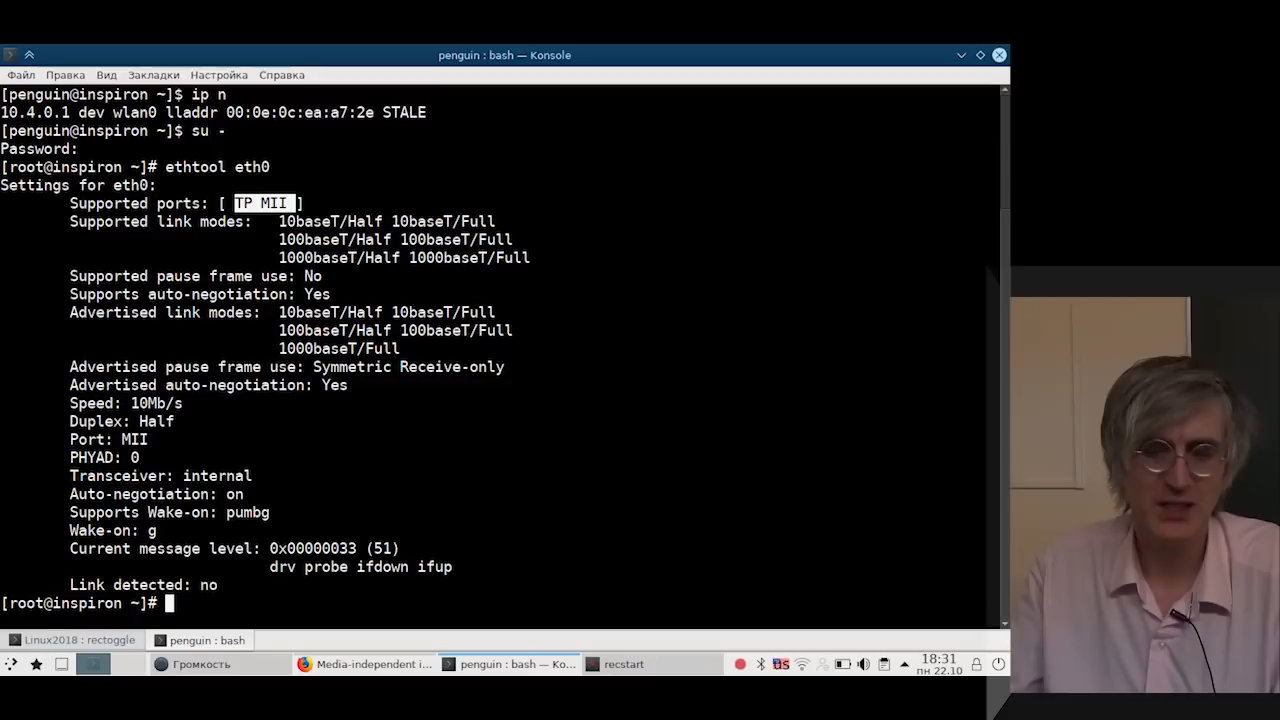 penguin : bash — Konsole
Файл Правка Вид Закладки Настройка Справка
[penguin@inspiron ~]$ ip n
10.4.0.1 dev wlan0 lladdr 00:0e:0c:ea:a7:2e STALE
[penguin@inspiron ~]$ su -
Password:
[root@inspiron ~]# ethtool eth0
Settings for eth0:
Supported ports: [ TP MII ]
Supported link modes: 10baseT/Half 10baseT/Full
100baseT/Half 100baseT/Full
1000baseT/Half 1000baseT/Full
Supported pause frame use: No
Supports auto-negotiation: Yes
Advertised link modes: 10baseT/Half 10baseT/Full
100baseT/Half 100baseT/Full
1000baseT/Full
Advertised pause frame use: Symmetric Receive-only
Advertised auto-negotiation: Yes
Speed: 10Mb/s
Duplex: Half
Port: MII
PHYAD: 0
Transceiver: internal
Auto-negotiation: on
Supports Wake-on: pumbg
Wake-on: g
Current message level: 0x00000033 (51)
drv probe ifdown ifup
Link detected: no
[root@inspiron ~]#
Linux2018 : rectoggle penguin : bash
Громкость Media-independent i... penguin : bash — Ko... recstart US 18:31
пн 22.10